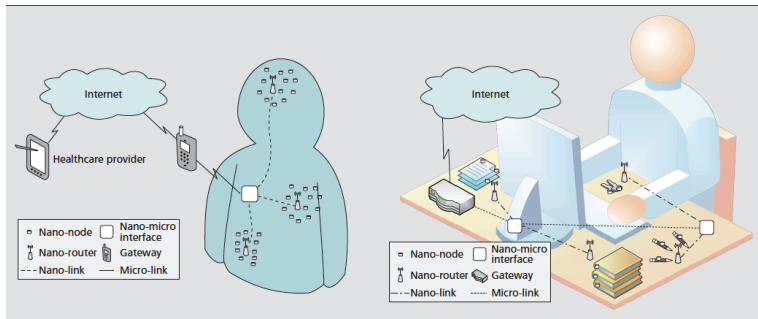 Internet
Healthcare provider
Nano-node
Nano-micro
interface
Nano-router
Gateway
Nano-link
Micro-link
Internet
Nano-node
Nano-micro
interface
Nano-router
Gateway
Nano-link
Micro-link